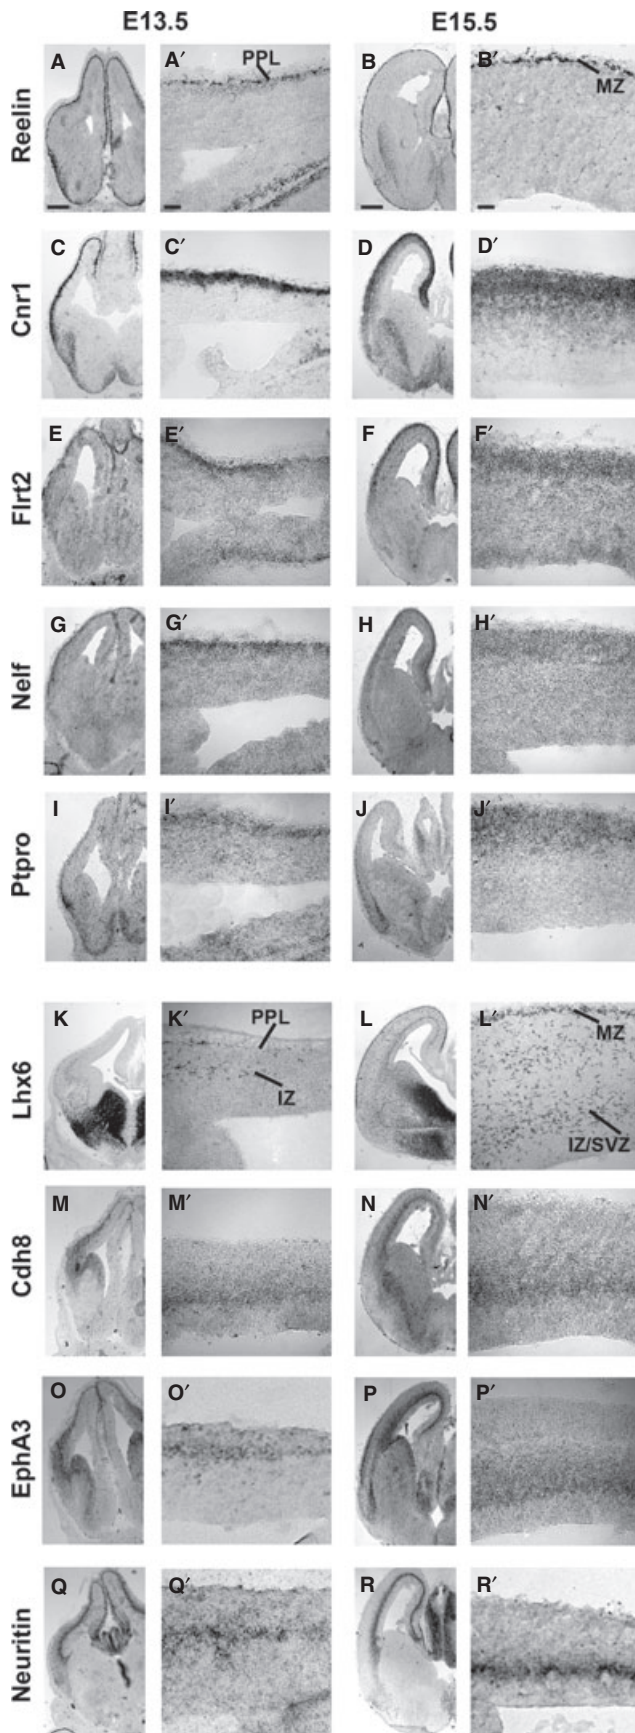 E13.5 E15.5
Reelin
A A′ PPL B B′ MZ
Cnr1
C C′ D D′
Flrt2
E E′ F F′
Nelf
G G′ H H′
Ptpro
I I′ J J′
Lhx6
K K′ PPL IZ L L′ MZ IZ/SVZ
Cdh8
M M′ N N′
EphA3
O O′ P P′
Neuritin
Q Q′ R R′